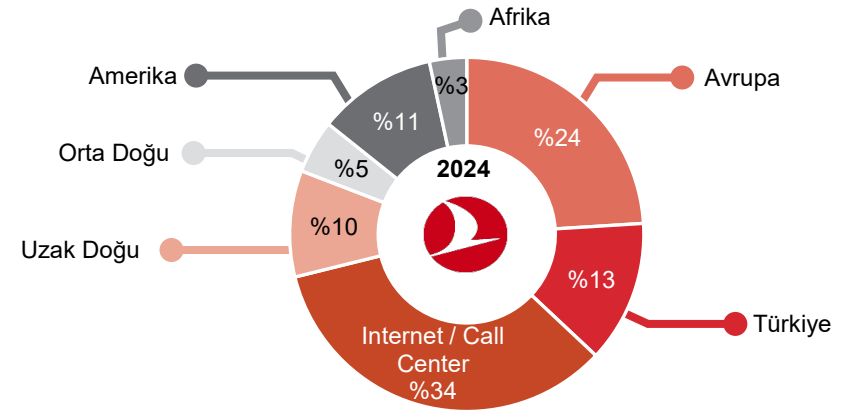 Afrika
%3
Amerika
Avrupa
%11
%24
Orta Doğu
%5
2024
%10
Uzak Doğu
%13
Türkiye
Internet / Call
Center
%34